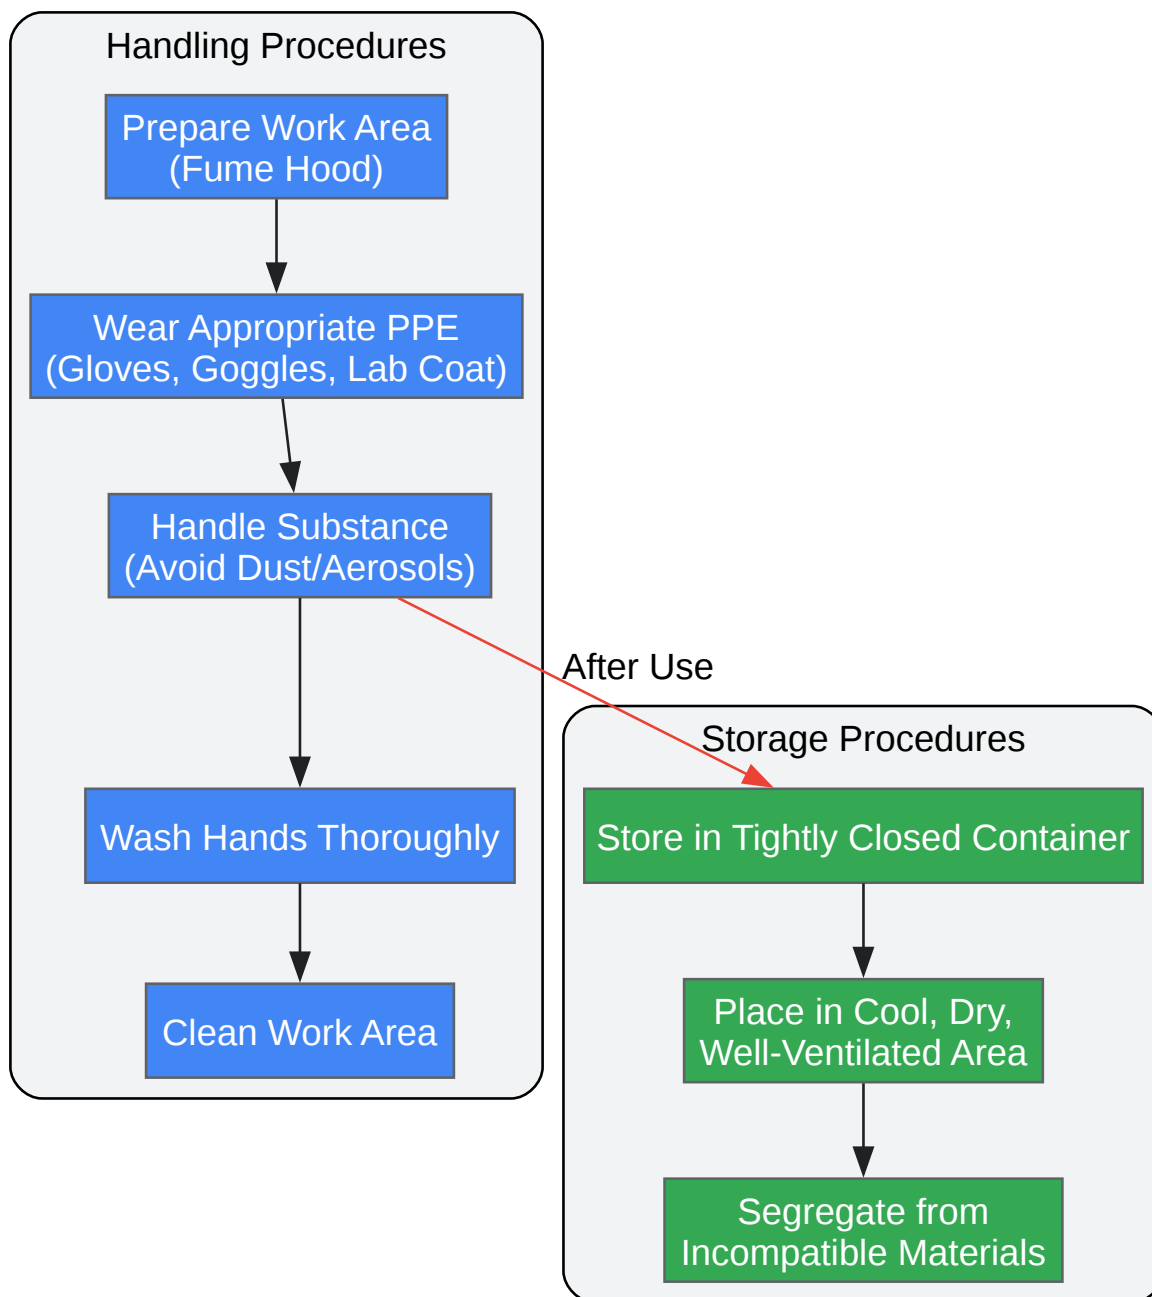 Handling Procedures
Prepare Work Area
(Fume Hood)
Wear Appropriate PPE
(Gloves, Goggles, Lab Coat)
Handle Substance
(Avoid Dust/Aerosols)
After Use
Wash Hands Thoroughly
Clean Work Area
Storage Procedures
Store in Tightly Closed Container
Place in Cool, Dry,
Well-Ventilated Area
Segregate from
Incompatible Materials